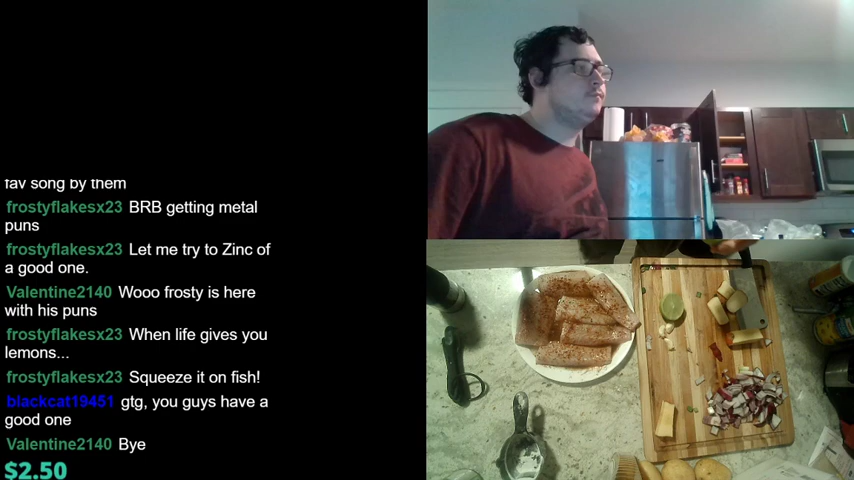 fav song by them
frostyflakesx23 BRB getting metal
puns
frostyflakesx23 Let me try to Zinc of
a good one.
Valentine2140 Wooo frosty is here
with his puns
frostyflakesx23 When life gives you
lemons...
frostyflakesx23 Squeeze it on fish!
blackcat19451 gtg, you guys have a
good one
Valentine2140 Bye
$2.50